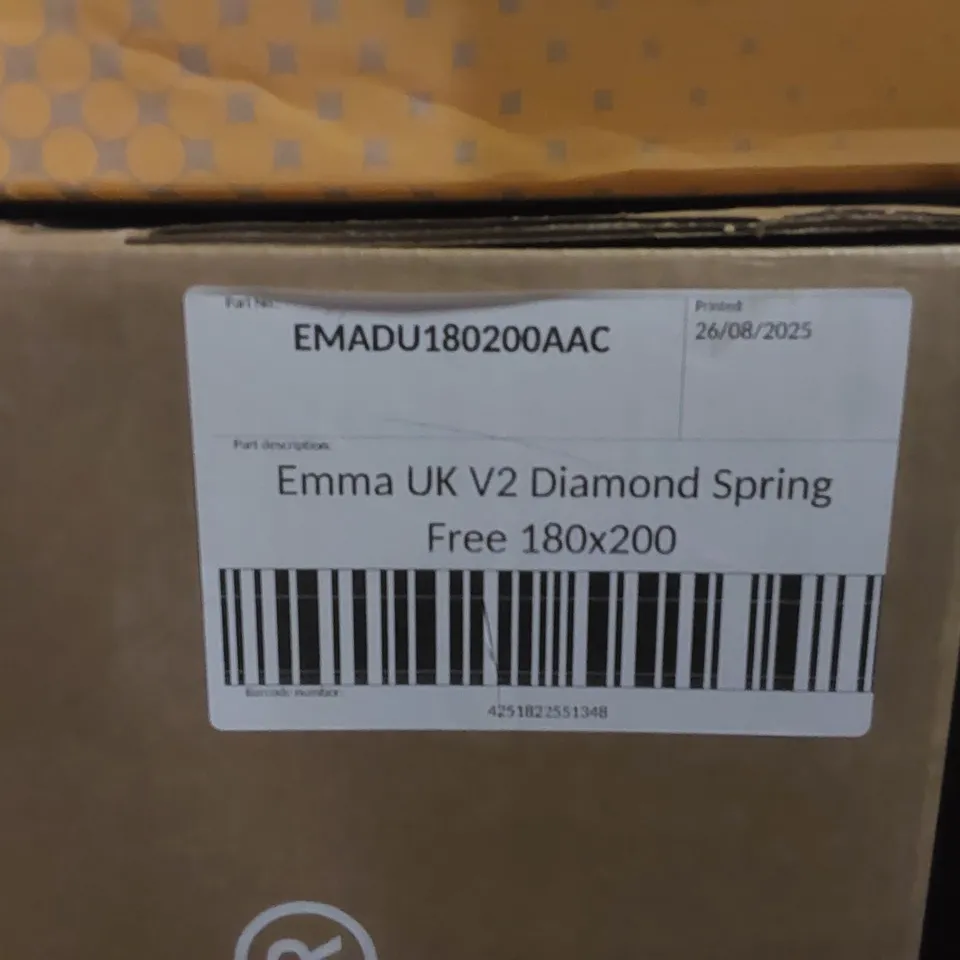 Part No.
EMADU180200AAC
Printed:
26/08/2025
Part description:
Emma UK V2 Diamond Spring
Free 180x200
Barcode number
4251822551348
R